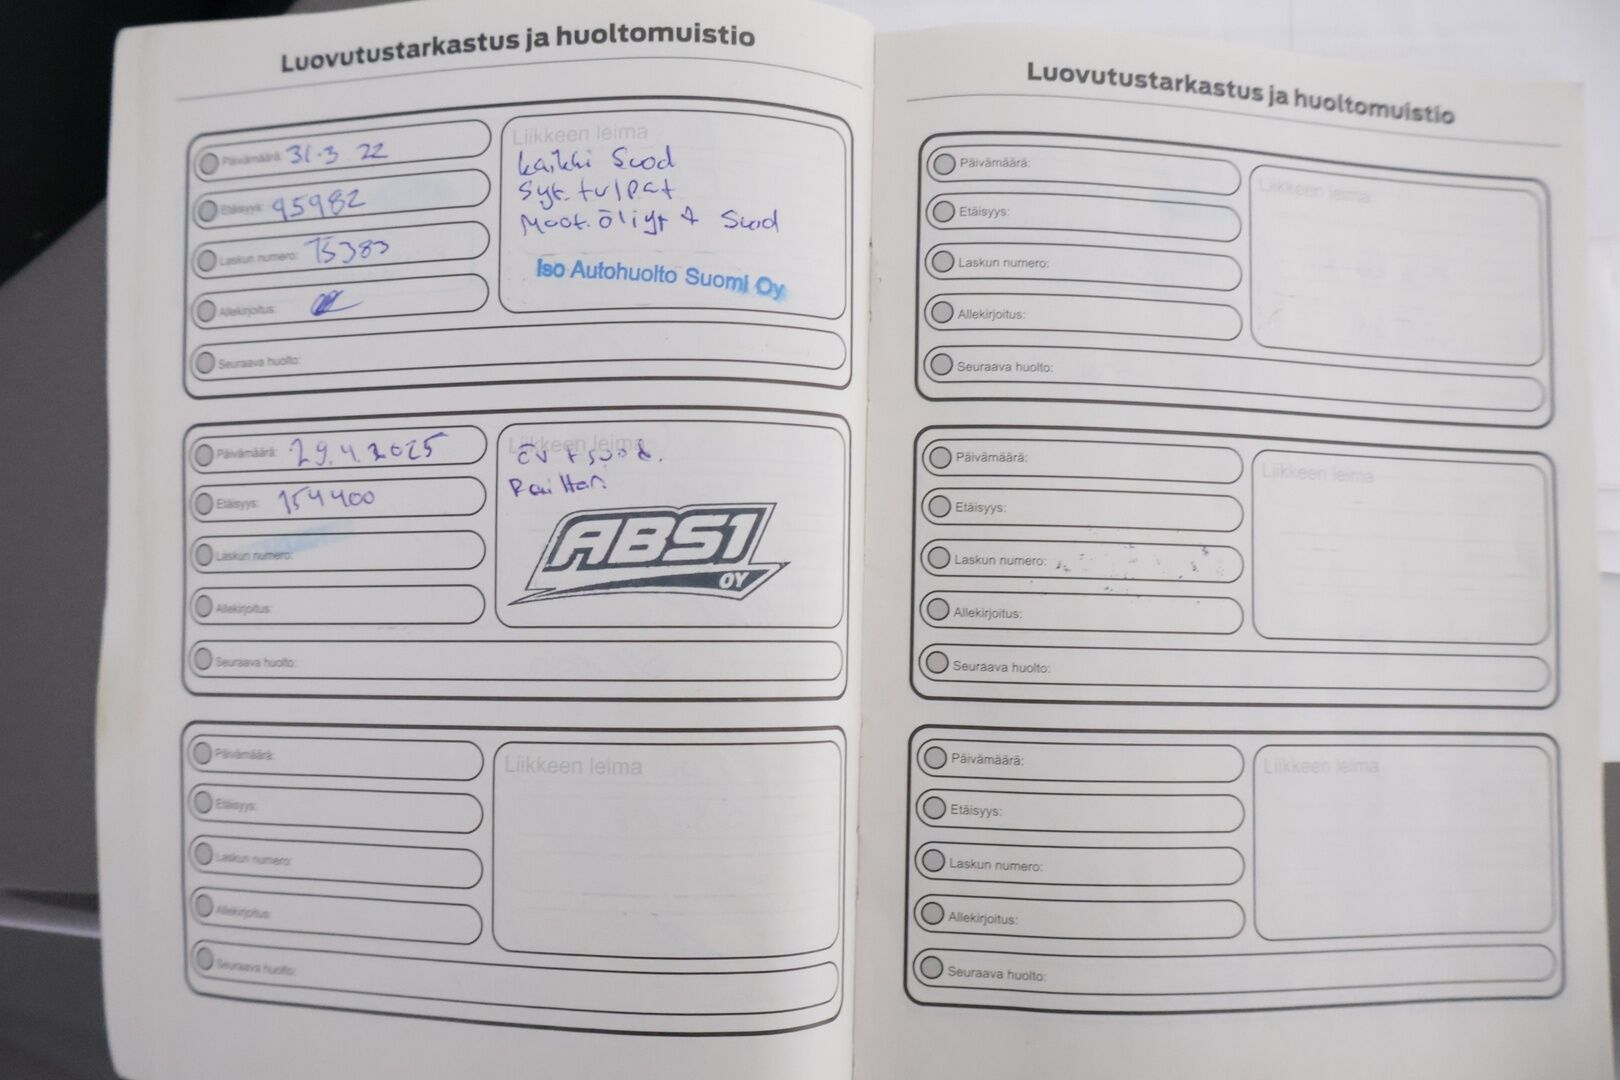 Luovutustarkastus ja huoltomuistio
Päivämäärä: 31.3.22
Etäisyys: 95982
Laskun numero: 15383
Allekirjoitus:
Seuraava huolto:
Liikkeen leima
kaikki Suod
Syt.tulpat
Moot.öljyt + Suod
Iso Autohuolto Suomi Oy
Päivämäärä: 29.4.2025
Etäisyys: 154400
Laskun numero:
Allekirjoitus:
Seuraava huolto:
Liikkeen leima
öv + suod.
ABS1
OY
Päivämäärä:
Etäisyys:
Laskun numero:
Allekirjoitus:
Seuraava huolto:
Liikkeen leima
Luovutustarkastus ja huoltomuistio
Päivämäärä:
Etäisyys:
Laskun numero:
Allekirjoitus:
Seuraava huolto:
Liikkeen leima
Päivämäärä:
Etäisyys:
Laskun numero:
Allekirjoitus:
Seuraava huolto:
Liikkeen leima
Päivämäärä:
Etäisyys:
Laskun numero:
Allekirjoitus:
Seuraava huolto:
Liikkeen leima